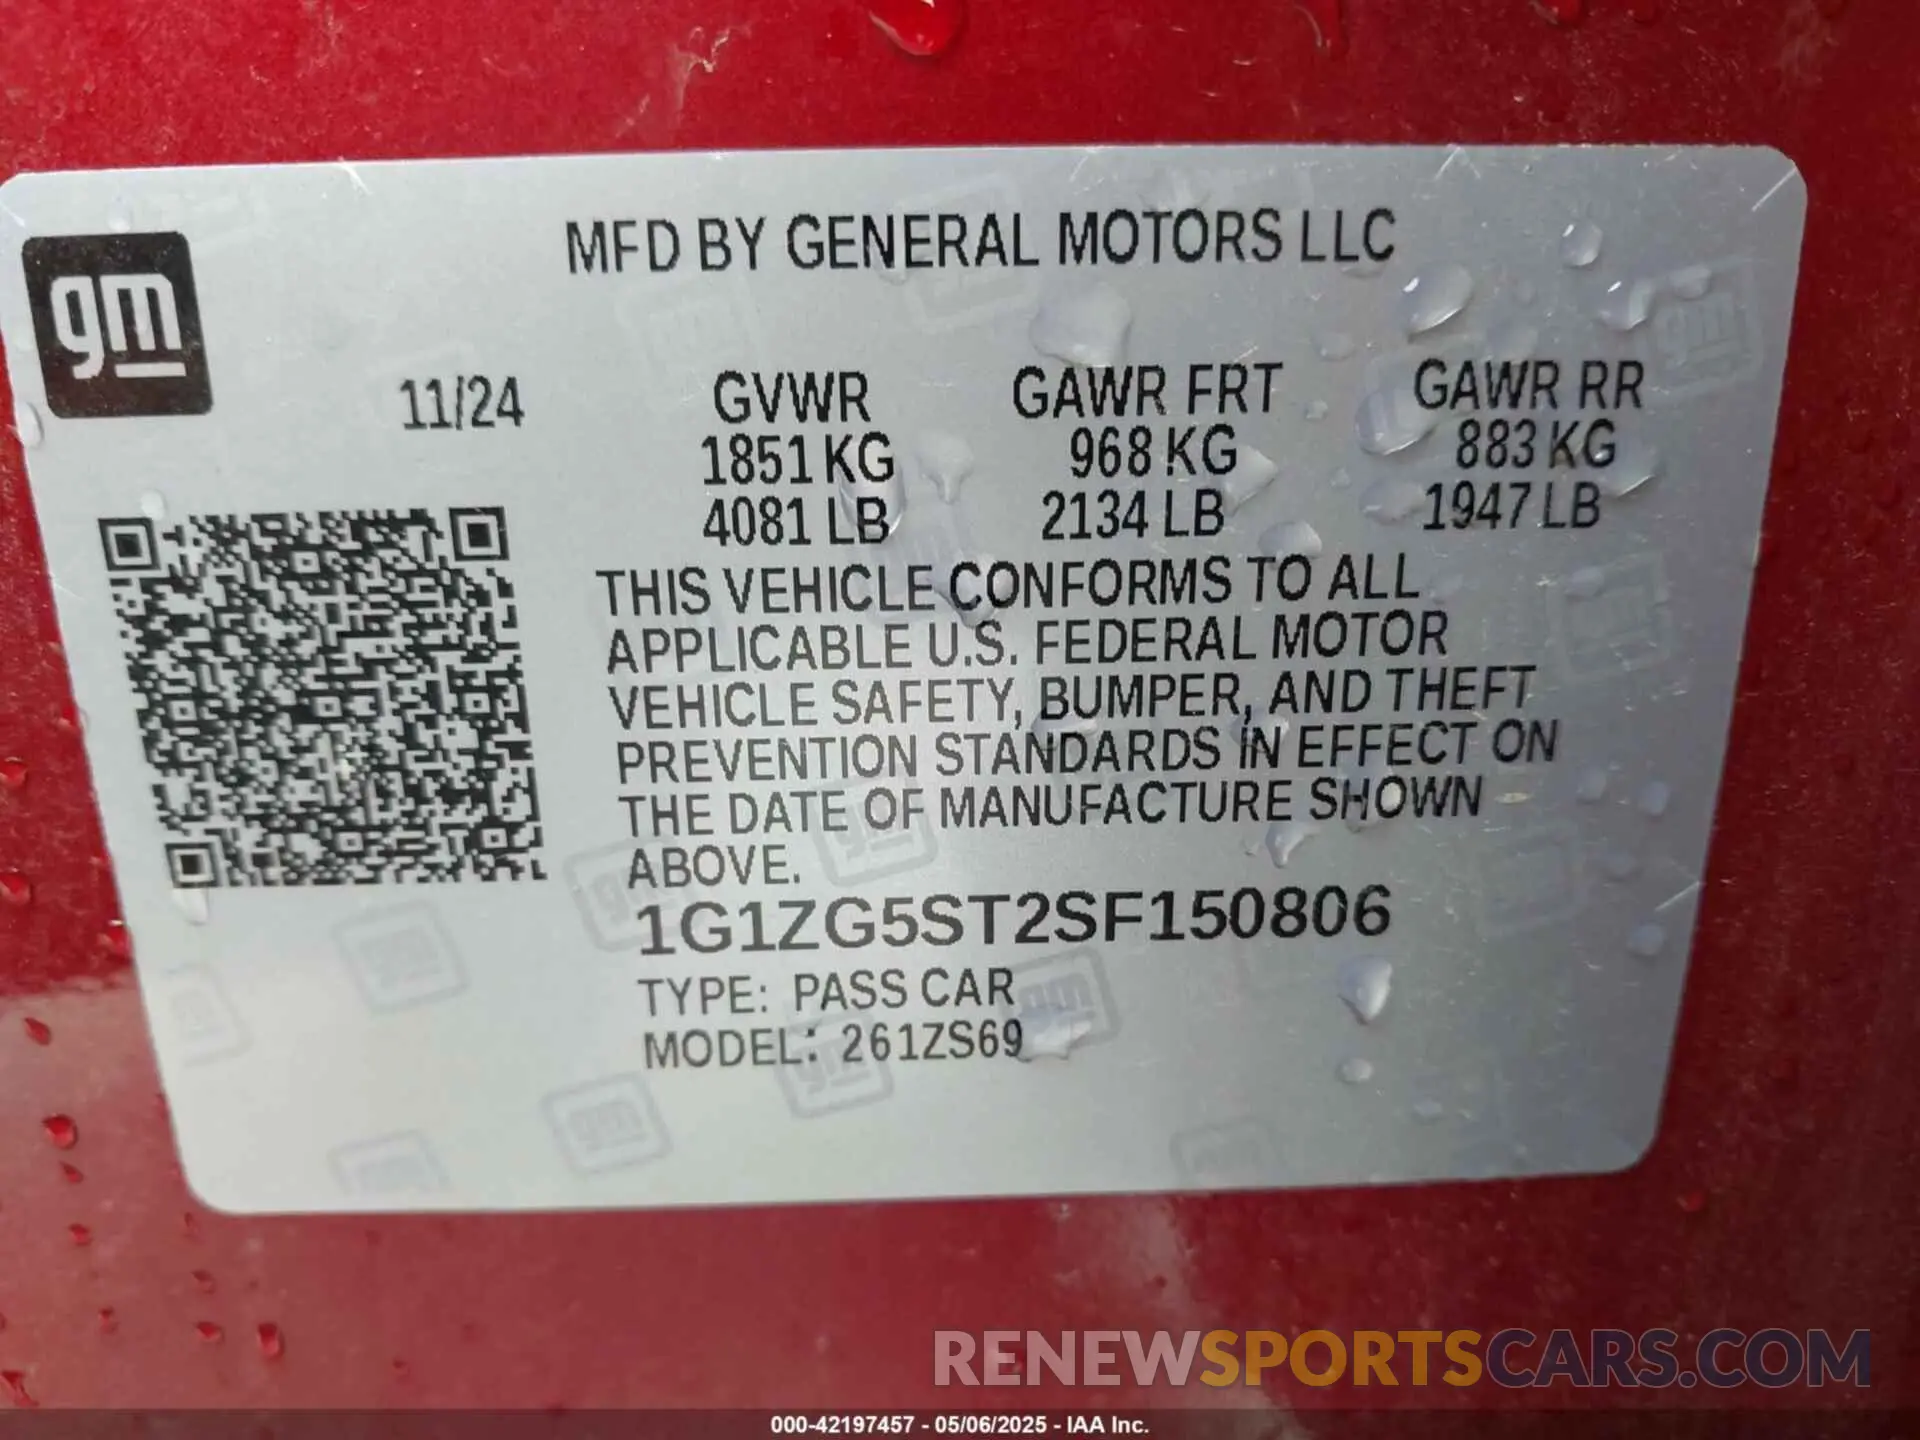 MFD BY GENERAL MOTORS LLC
gm
11/24 GVWR GAWR FRT GAWR RR
1851 KG 968 KG 883 KG
4081 LB 2134 LB 1947 LB
THIS VEHICLE CONFORMS TO ALL
APPLICABLE U.S. FEDERAL MOTOR
VEHICLE SAFETY, BUMPER, AND THEFT
PREVENTION STANDARDS IN EFFECT ON
THE DATE OF MANUFACTURE SHOWN
ABOVE.
1G1ZG5ST2SF150806
TYPE: PASS CAR
MODEL: 261ZS69
RENEWSPORTSCARS.COM
000-42197457 - 05/06/2025 - IAA Inc.